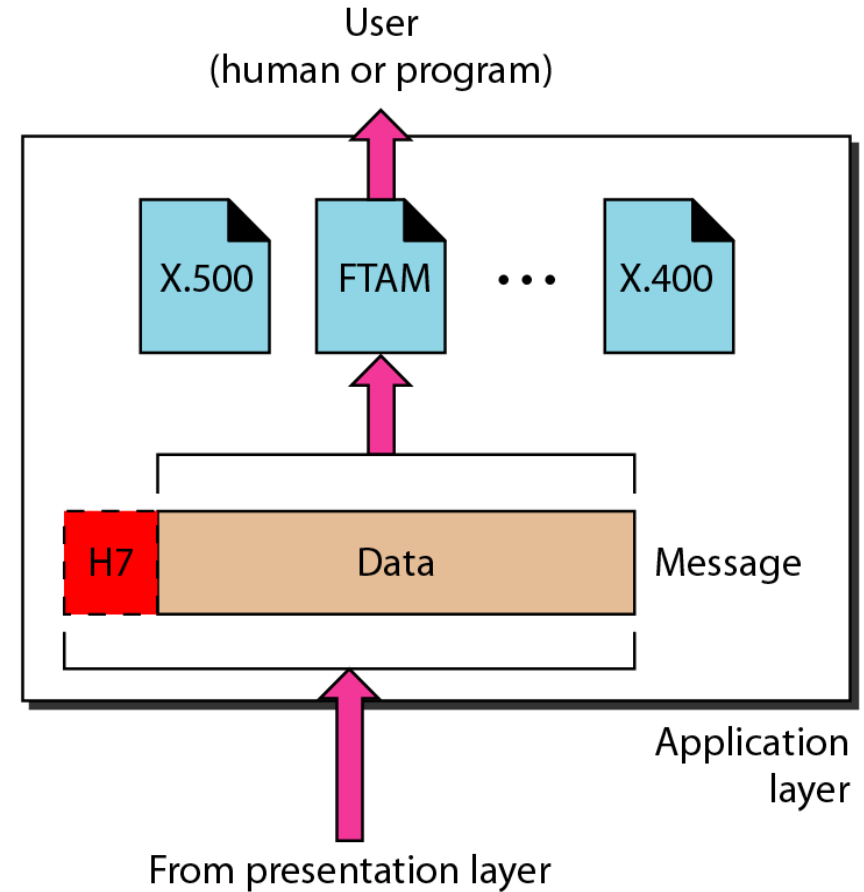 User
(human or program)
X.500
FTAM
...
X.400
H7
Data
Message
Application
layer
From presentation layer